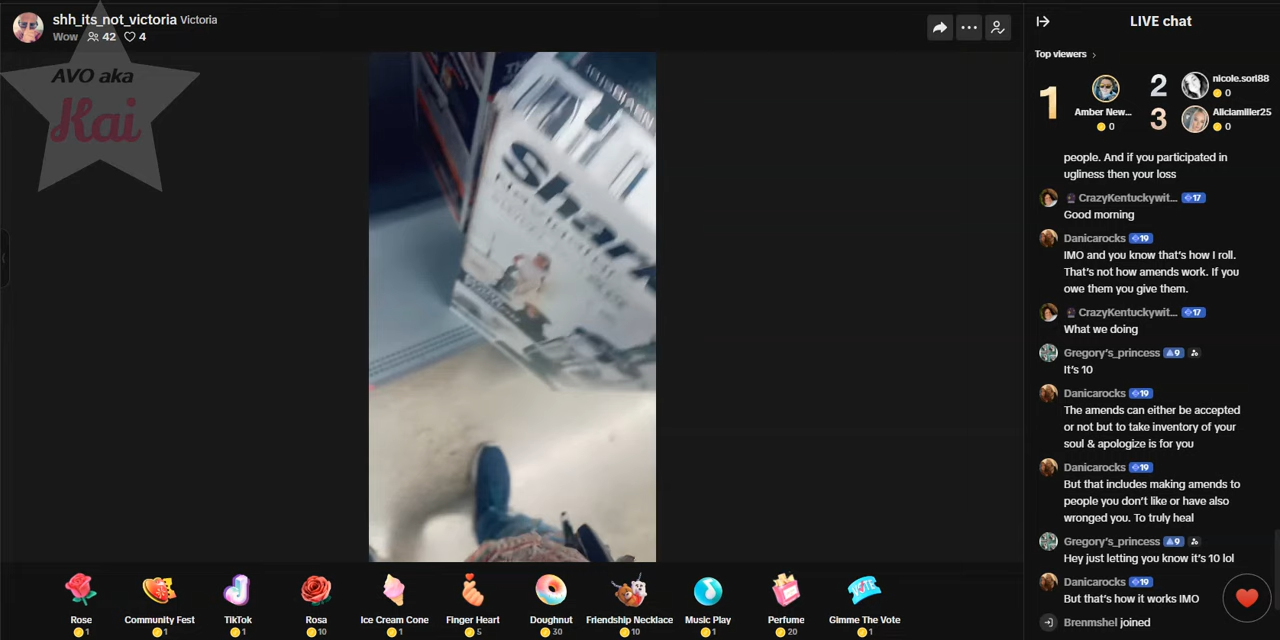 shh_its_not_victoria Victoria
Wow 42 4
AVO aka
Kai
Shark
LIVE chat
Top viewers
1
Amber New...
0
2
nicole.sorl88
0
3
Aliciamiller25
0
people. And if you participated in
ugliness then your loss
CrazyKentuckywit... 17
Good morning
Danicarocks 19
IMO and you know that's how I roll.
That's not how amends work. If you
owe them you give them.
CrazyKentuckywit... 17
What we doing
Gregory's_princess 9
It's 10
Danicarocks 19
The amends can either be accepted
or not but to take inventory of your
soul & apologize is for you
Danicarocks 19
But that includes making amends to
people you don't like or have also
wronged you. To truly heal
Gregory's_princess 9
Hey just letting you know it's 10 lol
Danicarocks 19
But that's how it works IMO
Brenmshel joined
Rose
1
Community Fest
1
TikTok
1
Rosa
10
Ice Cream Cone
1
Finger Heart
5
Doughnut
30
Friendship Necklace
10
Music Play
1
Perfume
20
VOTE
Gimme The Vote
1